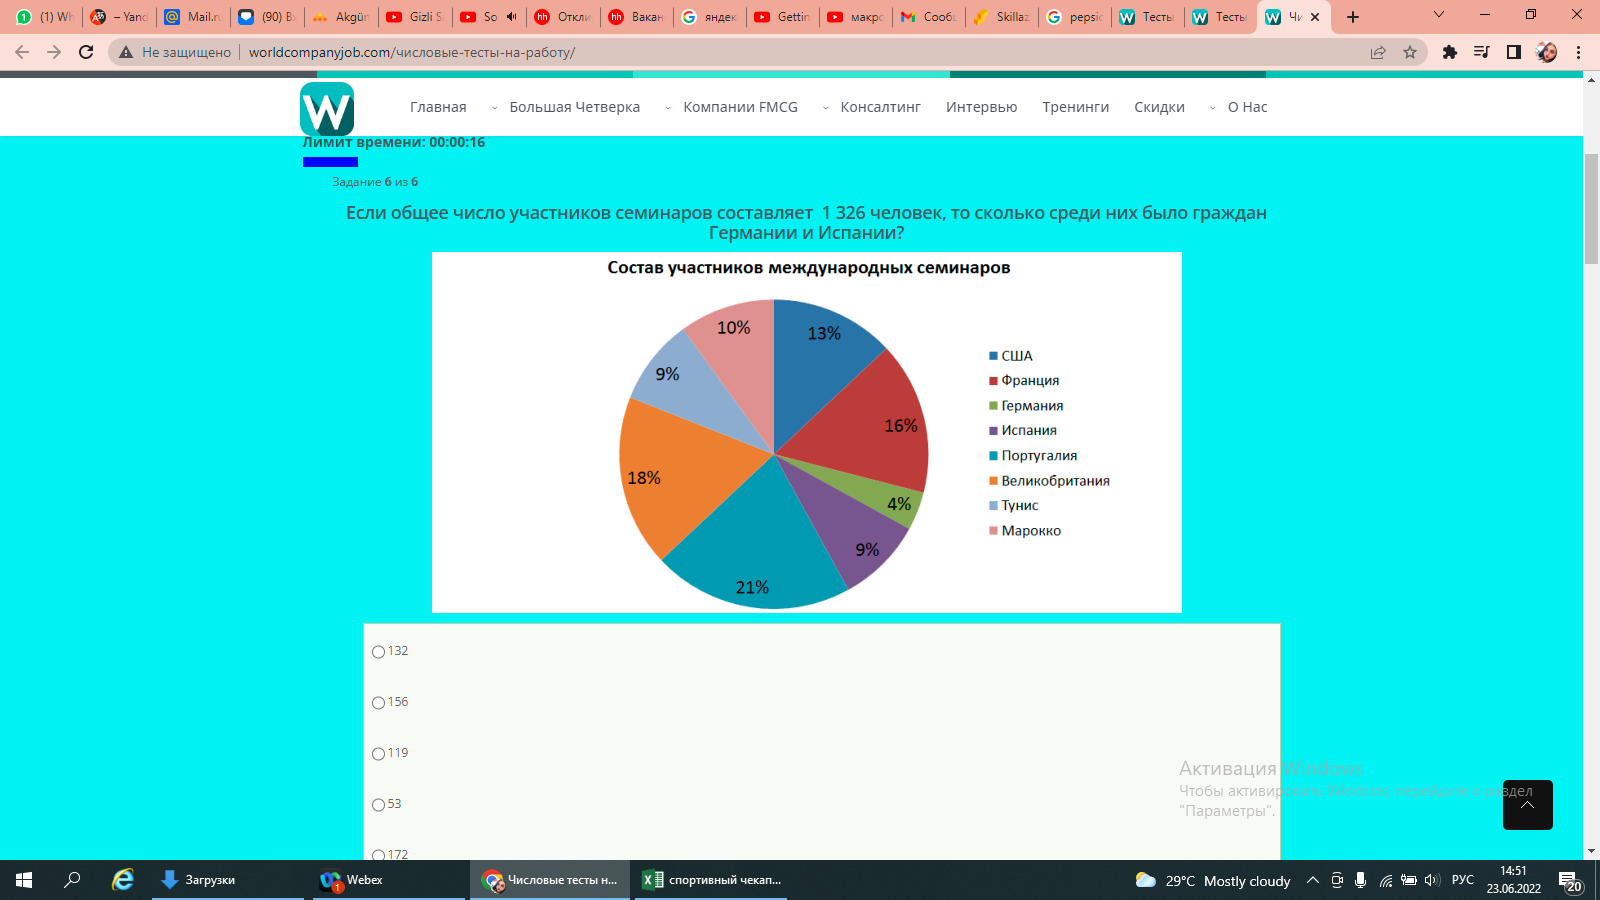 (1) Wh
– Yand
Mail.ru
(90) Вх
Akgün
Gizli Sa
So
Откли
Вакан
яндек
Gettin
макро
Сообщ
Skillaz
pepsic
Тесты
Тесты
Чи
Не защищено
worldcompanyjob.com/числовые-тесты-на-работу/
W
Главная
Большая Четверка
Компании FMCG
Консалтинг
Интервью
Тренинги
Скидки
О Нас
Лимит времени: 00:00:16
Задание 6 из 6
Если общее число участников семинаров составляет 1 326 человек, то сколько среди них было граждан
Германии и Испании?
Состав участников международных семинаров
10%
13%
9%
16%
18%
4%
9%
21%
США
Франция
Германия
Испания
Португалия
Великобритания
Тунис
Марокко
132
156
119
53
172
Активация Windows
Чтобы активировать Windows, перейдите в раздел
"Параметры".
Загрузки
Webex
1
Числовые тесты н...
спортивный чекап...
29°C Mostly cloudy
РУС
14:51
23.06.2022
20